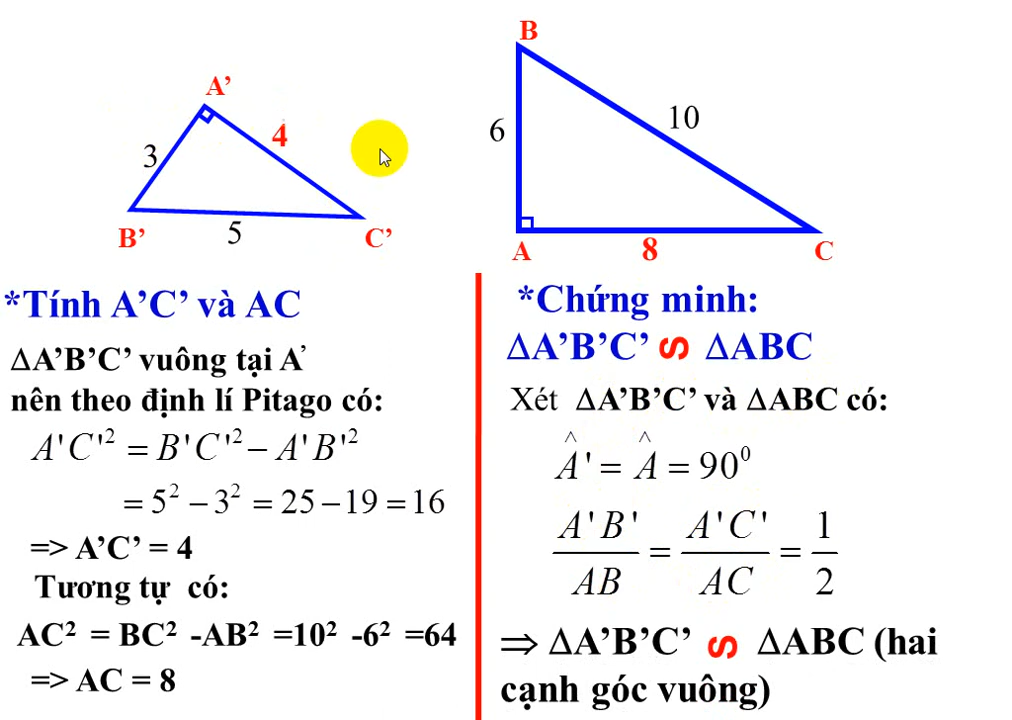 A’
3
4
B’
5
C’
B
6
10
A
8
C
*Tính A’C’ và AC
ΔA’B’C’ vuông tại A’
nên theo định lí Pitago có:
A'C'² = B'C'² − A'B'²
= 5² − 3² = 25 − 19 = 16
=> A’C’ = 4
Tương tự có:
AC² = BC² -AB² =10² -6² =64
=> AC = 8
*Chứng minh:
ΔA’B’C’ ᔕ ΔABC
Xét ΔA’B’C’ và ΔABC có:
Â' = Â = 90⁰
A'B'/AB = A'C'/AC = 1/2
⇒ ΔA’B’C’ ᔕ ΔABC (hai
cạnh góc vuông)